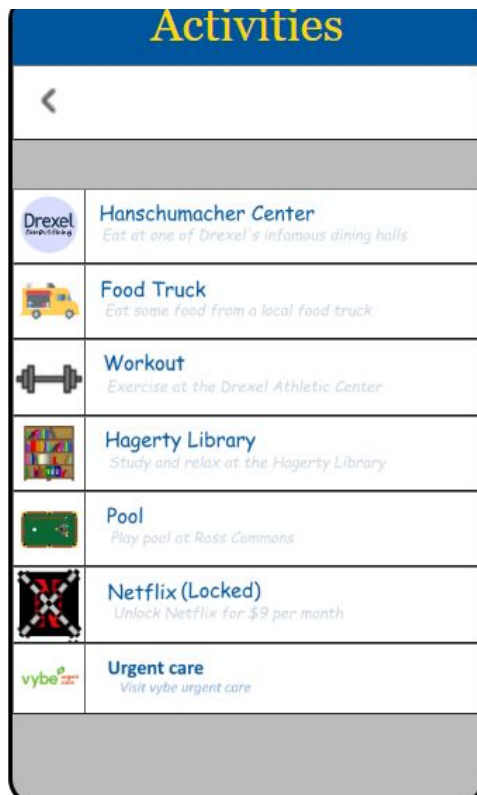 Activities
Drexel
Hanschumacher Center
Eat at one of Drexel's infamous dining halls
Food Truck
Eat some food from a local food truck
Workout
Exercise at the Drexel Athletic Center
Hagerty Library
Study and relax at the Hagerty Library
Pool
Play pool at Ross Commons
Netflix (Locked)
Unlock Netflix for $9 per month
vybe urgent care
Urgent care
Visit vybe urgent care